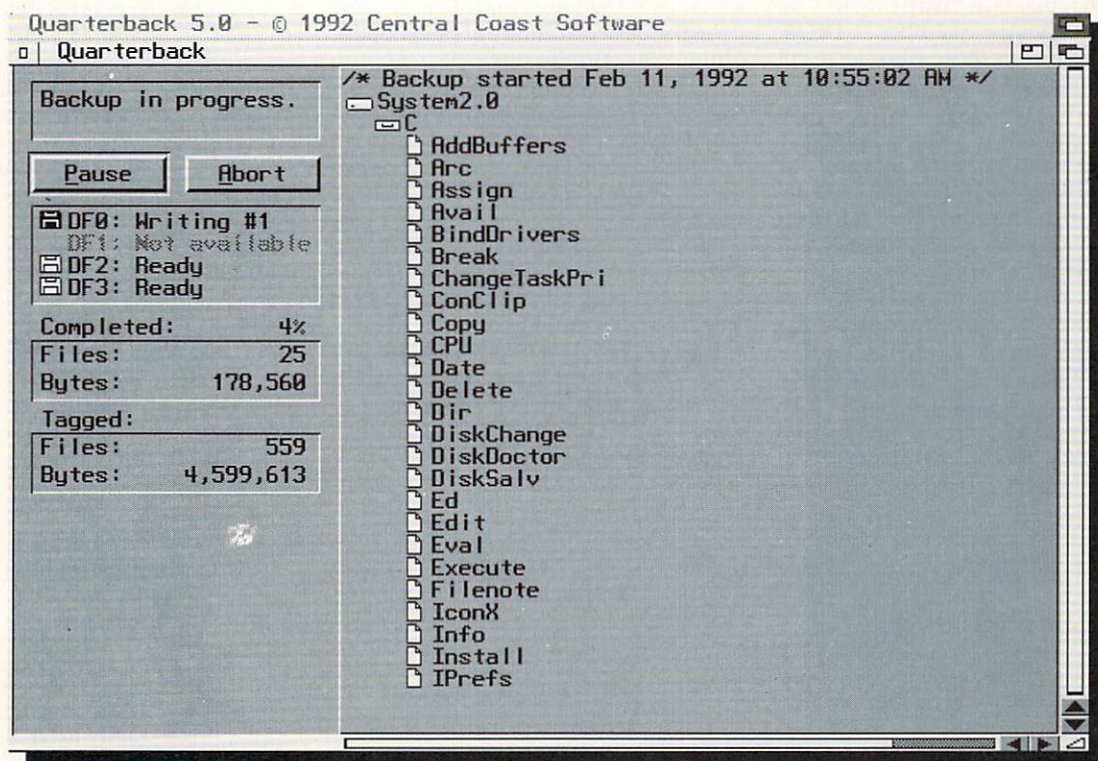 Quarterback 5.0 - © 1992 Central Coast Software
Quarterback
Backup in progress.
Pause Abort
DF0: Writing #1
DF1: Not available
DF2: Ready
DF3: Ready
Completed: 4%
Files: 25
Bytes: 178,560
Tagged:
Files: 559
Bytes: 4,599,613
/* Backup started Feb 11, 1992 at 10:55:02 AM */
System2.0
C
AddBuffers
Arc
Assign
Avail
BindDrivers
Break
ChangeTaskPri
ConClip
Copy
CPU
Date
Delete
Dir
DiskChange
DiskDoctor
DiskSalv
Ed
Edit
Eval
Execute
Filenote
IconX
Info
Install
IPrefs